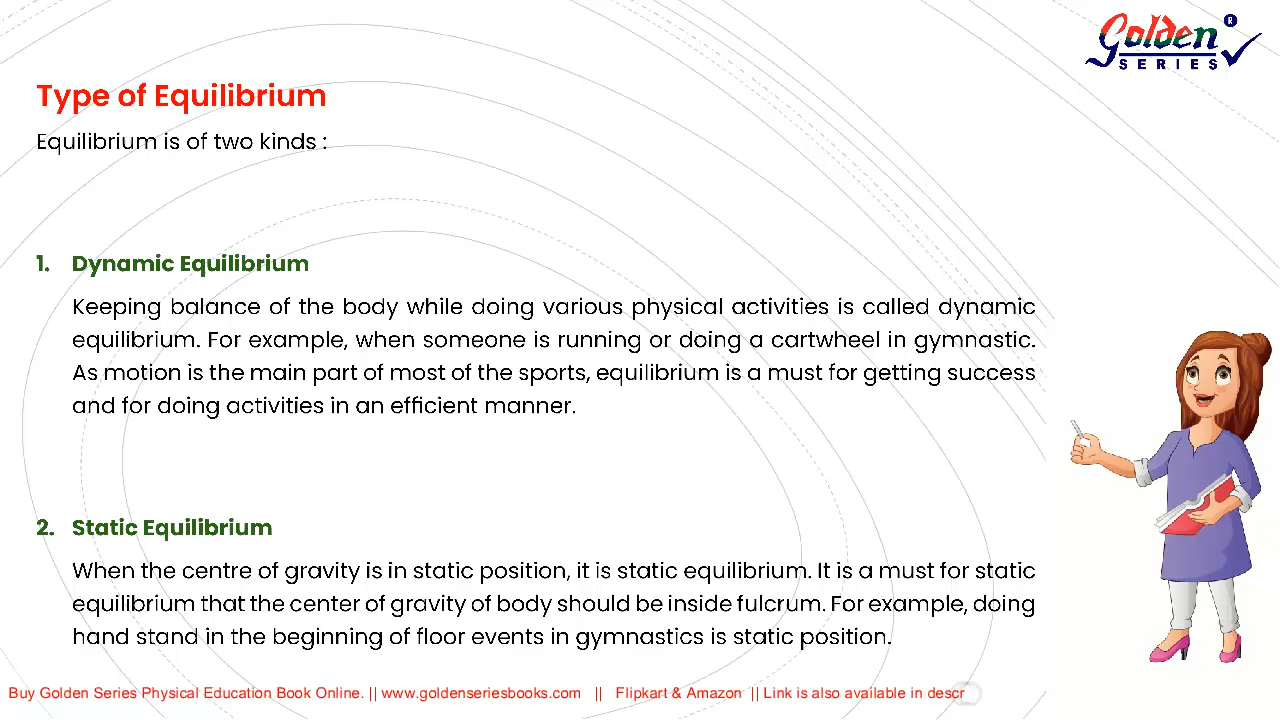 Golden ®
SERIES
Type of Equilibrium
Equilibrium is of two kinds :
1. Dynamic Equilibrium
Keeping balance of the body while doing various physical activities is called dynamic
equilibrium. For example, when someone is running or doing a cartwheel in gymnastic.
As motion is the main part of most of the sports, equilibrium is a must for getting success
and for doing activities in an efficient manner.
2. Static Equilibrium
When the centre of gravity is in static position, it is static equilibrium. It is a must for static
equilibrium that the center of gravity of body should be inside fulcrum. For example, doing
hand stand in the beginning of floor events in gymnastics is static position.
Buy Golden Series Physical Education Book Online. || www.goldenseriesbooks.com || Flipkart & Amazon || Link is also available in descr